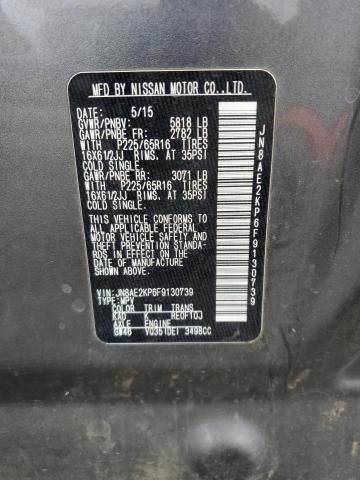 MFD BY NISSAN MOTOR CO.,LTD.
DATE: 5/15
GVWR/PNBV: 5818 LB
GAWR/PNBE FR: 2782 LB
WITH P225/65R16 TIRES
16X61/2JJ RIMS, AT 35PSI
COLD SINGLE
GAWR/PNBE RR: 3071 LB
WITH P225/65R16 TIRES
16X61/2JJ RIMS, AT 35PSI
COLD SINGLE
THIS VEHICLE CONFORMS TO
ALL APPLICABLE FEDERAL
MOTOR VEHICLE SAFETY AND
THEFT PREVENTION STANDA-
RDS IN EFFECT ON THE
DATE OF MANUFACTURE
SHOWN ABOVE.
VIN: JN8AE2KP6F9130739
TYPE: MPV
COLOR TRIM TRANS
KAD K RE0F10J
AXLE ENGINE
GW46 VQ35(DE) 3498CC
JN8AE2KP6F9130739